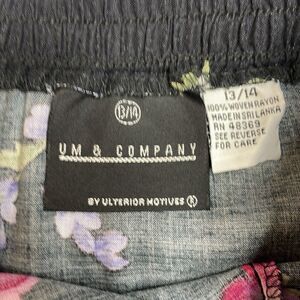 13/14
UM & COMPANY
BY ULTERIOR MOTIVES ®
13/14
100% WOVEN RAYON
MADE IN SRI LANKA
RN 48369
SEE REVERSE
FOR CARE